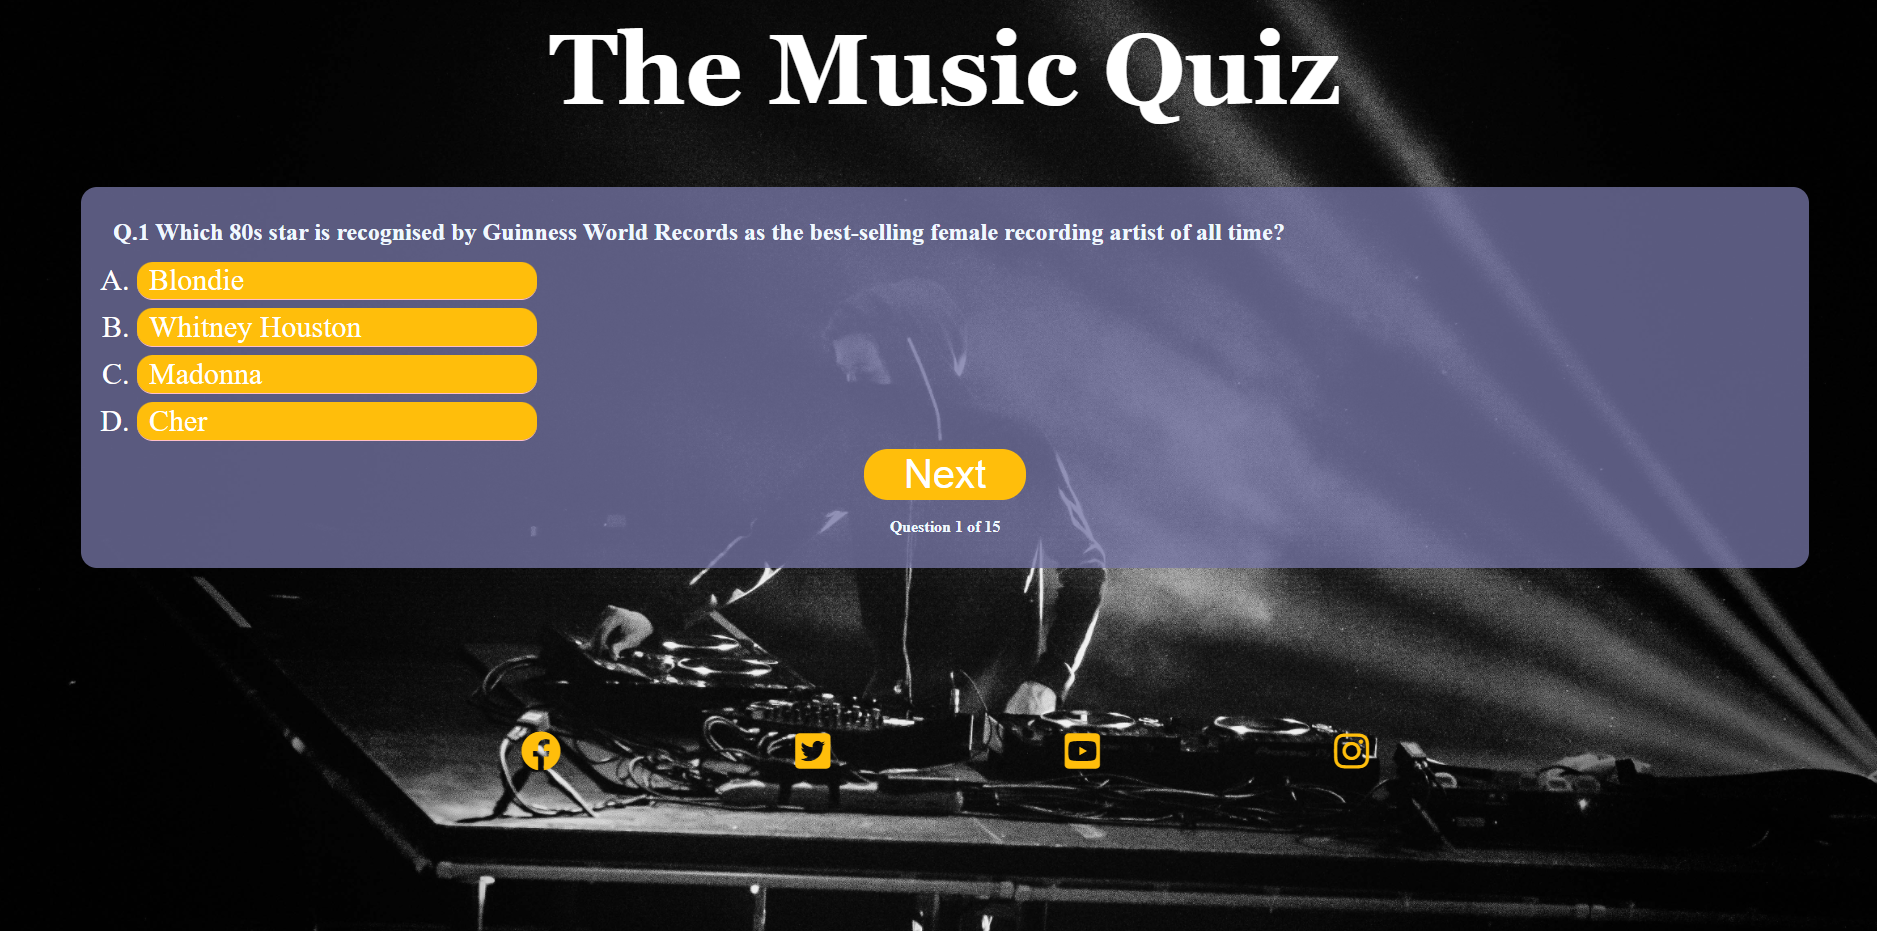 The Music Quiz
Q.1 Which 80s star is recognised by Guinness World Records as the best-selling female recording artist of all time?
A. Blondie
B. Whitney Houston
C. Madonna
D. Cher
Next
Question 1 of 15